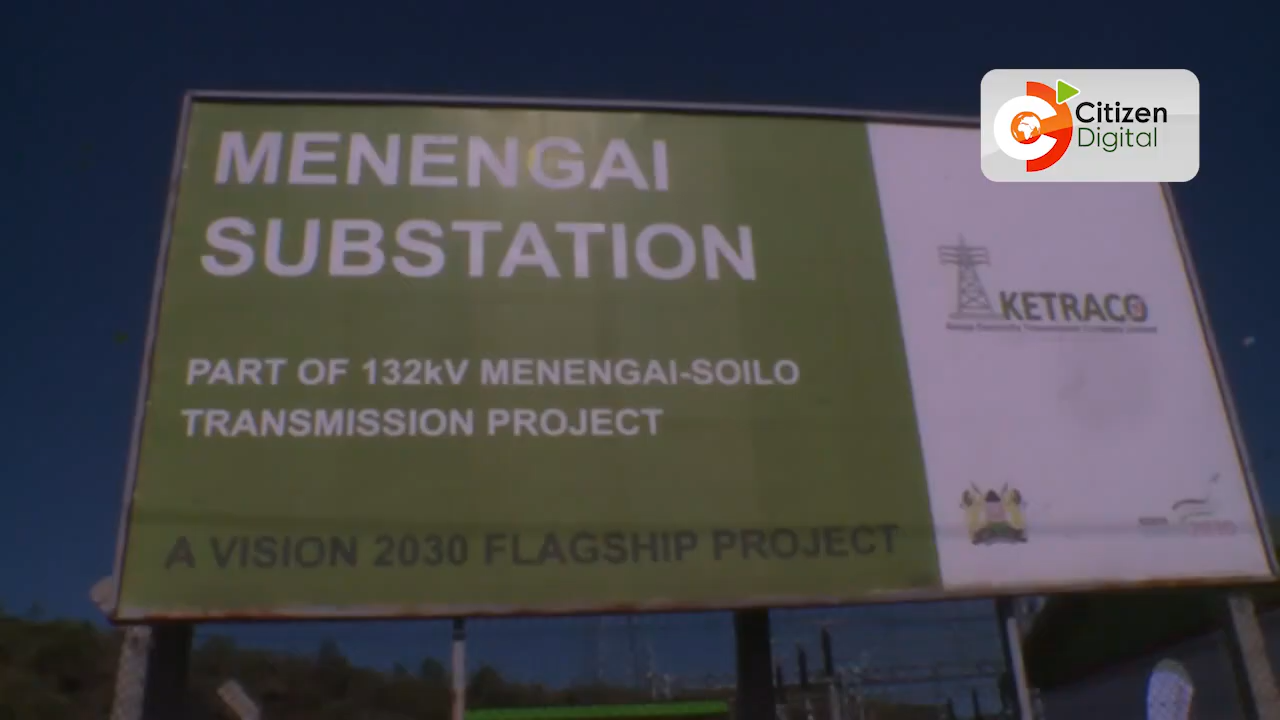 MENENGAI
SUBSTATION
PART OF 132kV MENENGAI-SOILO
TRANSMISSION PROJECT
A VISION 2030 FLAGSHIP PROJECT
KETRACO
Citizen
Digital